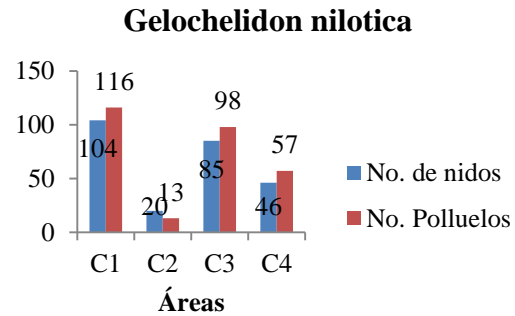 Gelochelidon nilotica
150
100
50
0
116
104
20
13
98
85
57
46
C1 C2 C3 C4
Áreas
No. de nidos
No. Polluelos